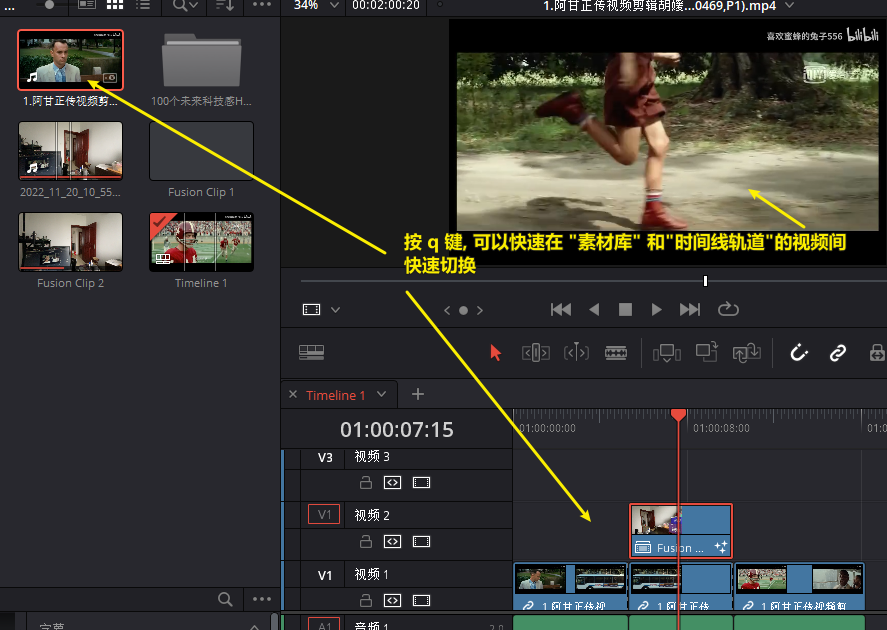 34%
00:02:00:20
1.阿甘正传视频剪辑胡媛...0469,P1).mp4
喜欢蜜蜂的兔子556 bilibili
1.阿甘正传视频剪...
100个未来科技感H...
2022_11_20_10_55...
Fusion Clip 1
Fusion Clip 2
Timeline 1
按 q 键, 可以快速在 "素材库" 和"时间线轨道"的视频间
快速切换
Timeline 1
01:00:07:15
01:00:00:00
01:00:08:00
01:0
V3 视频 3
V1 视频 2
Fusion ...
V1 视频 1
1.阿甘正传视
1.阿甘正传
1.阿甘正传视频剪
字幕
A1 音频 1 2.0